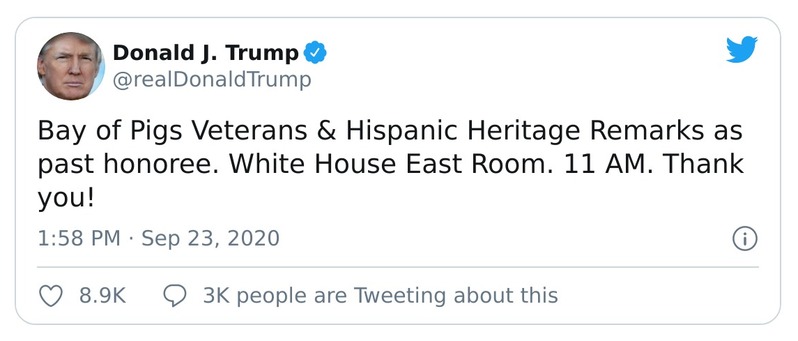 Donald J. Trump
@realDonaldTrump
Bay of Pigs Veterans & Hispanic Heritage Remarks as
past honoree. White House East Room. 11 AM. Thank
you!
1:58 PM · Sep 23, 2020
8.9K 3K people are Tweeting about this